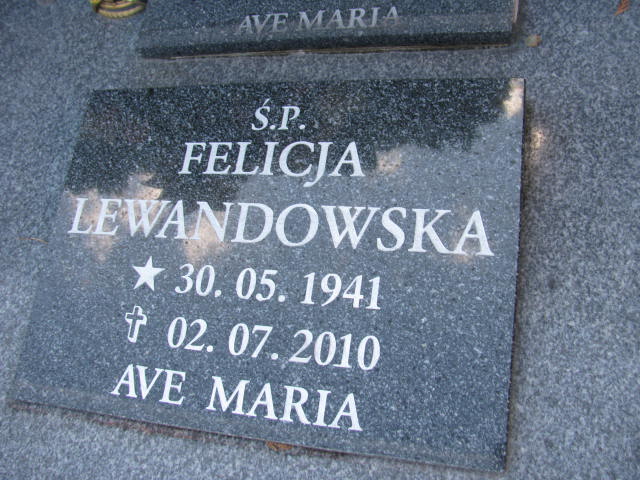 AVE MARIA
Ś.P.
FELICJA
LEWANDOWSKA
★ 30. 05. 1941
✝ 02. 07. 2010
AVE MARIA